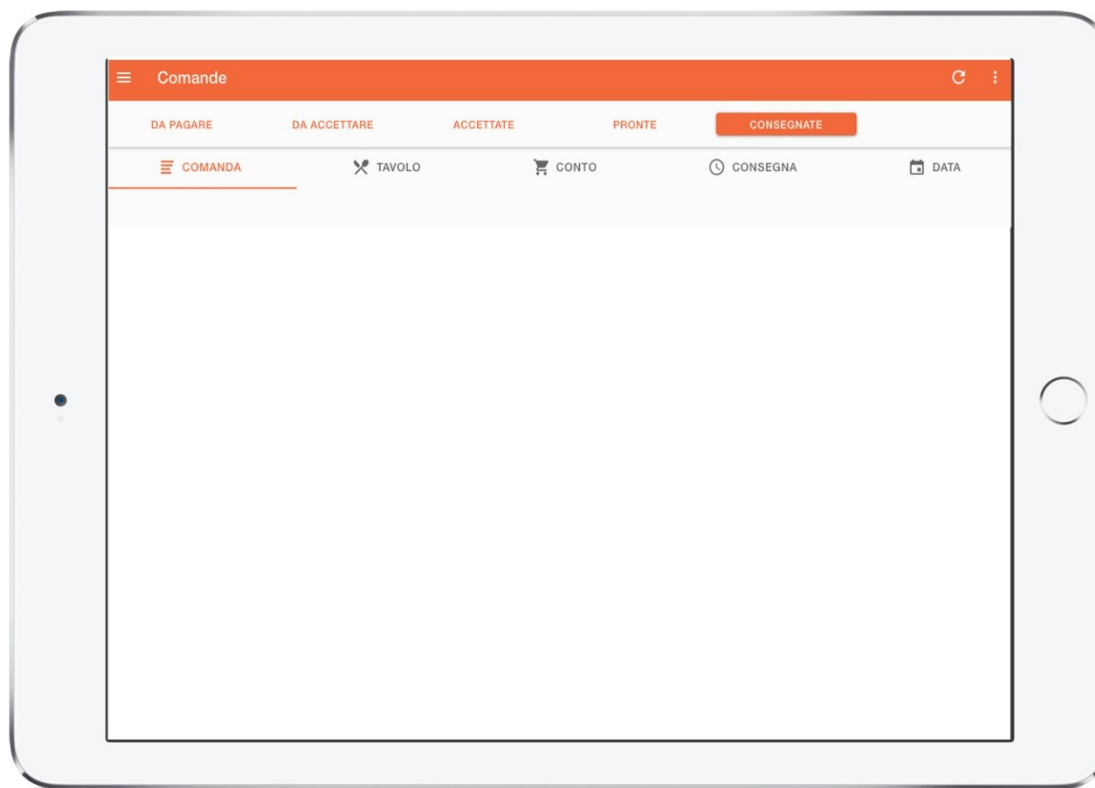 Comande
DA PAGARE DA ACCETTARE ACCETTATE PRONTE CONSEGNATE
COMANDA TAVOLO CONTO CONSEGNA DATA